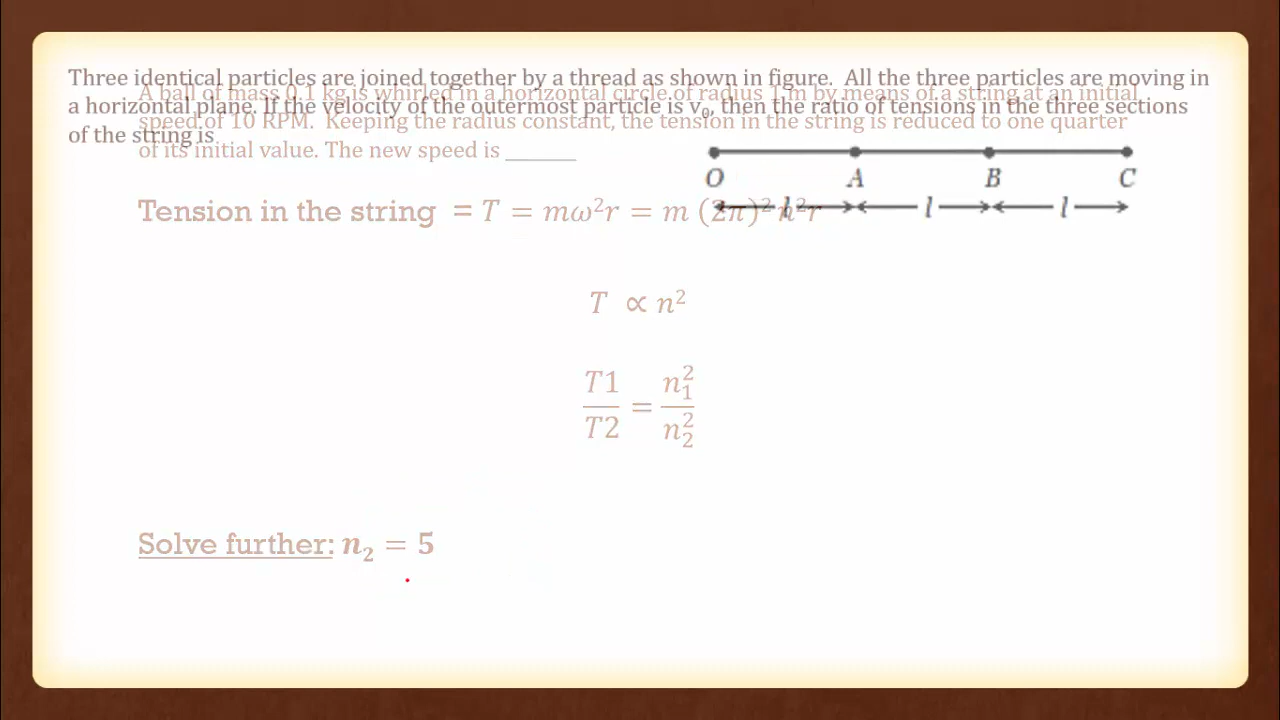 Three identical particles are joined together by a thread as shown in figure.  All the three particles are moving in
a horizontal plane. If the velocity of the outermost particle is v₀, then the ratio of tensions in the three sections
of the string is
A ball of mass 0.1 kg is whirled in a horizontal circle of radius 1 m by means of a string at an initial
speed of 10 RPM.  Keeping the radius constant, the tension in the string is reduced to one quarter
of its initial value. The new speed is _______
O A B C
l l l
Tension in the string = T = mω²r = m (2π)² n²r
T ∝ n²
T1/T2 = n₁²/n₂²
Solve further: n₂ = 5